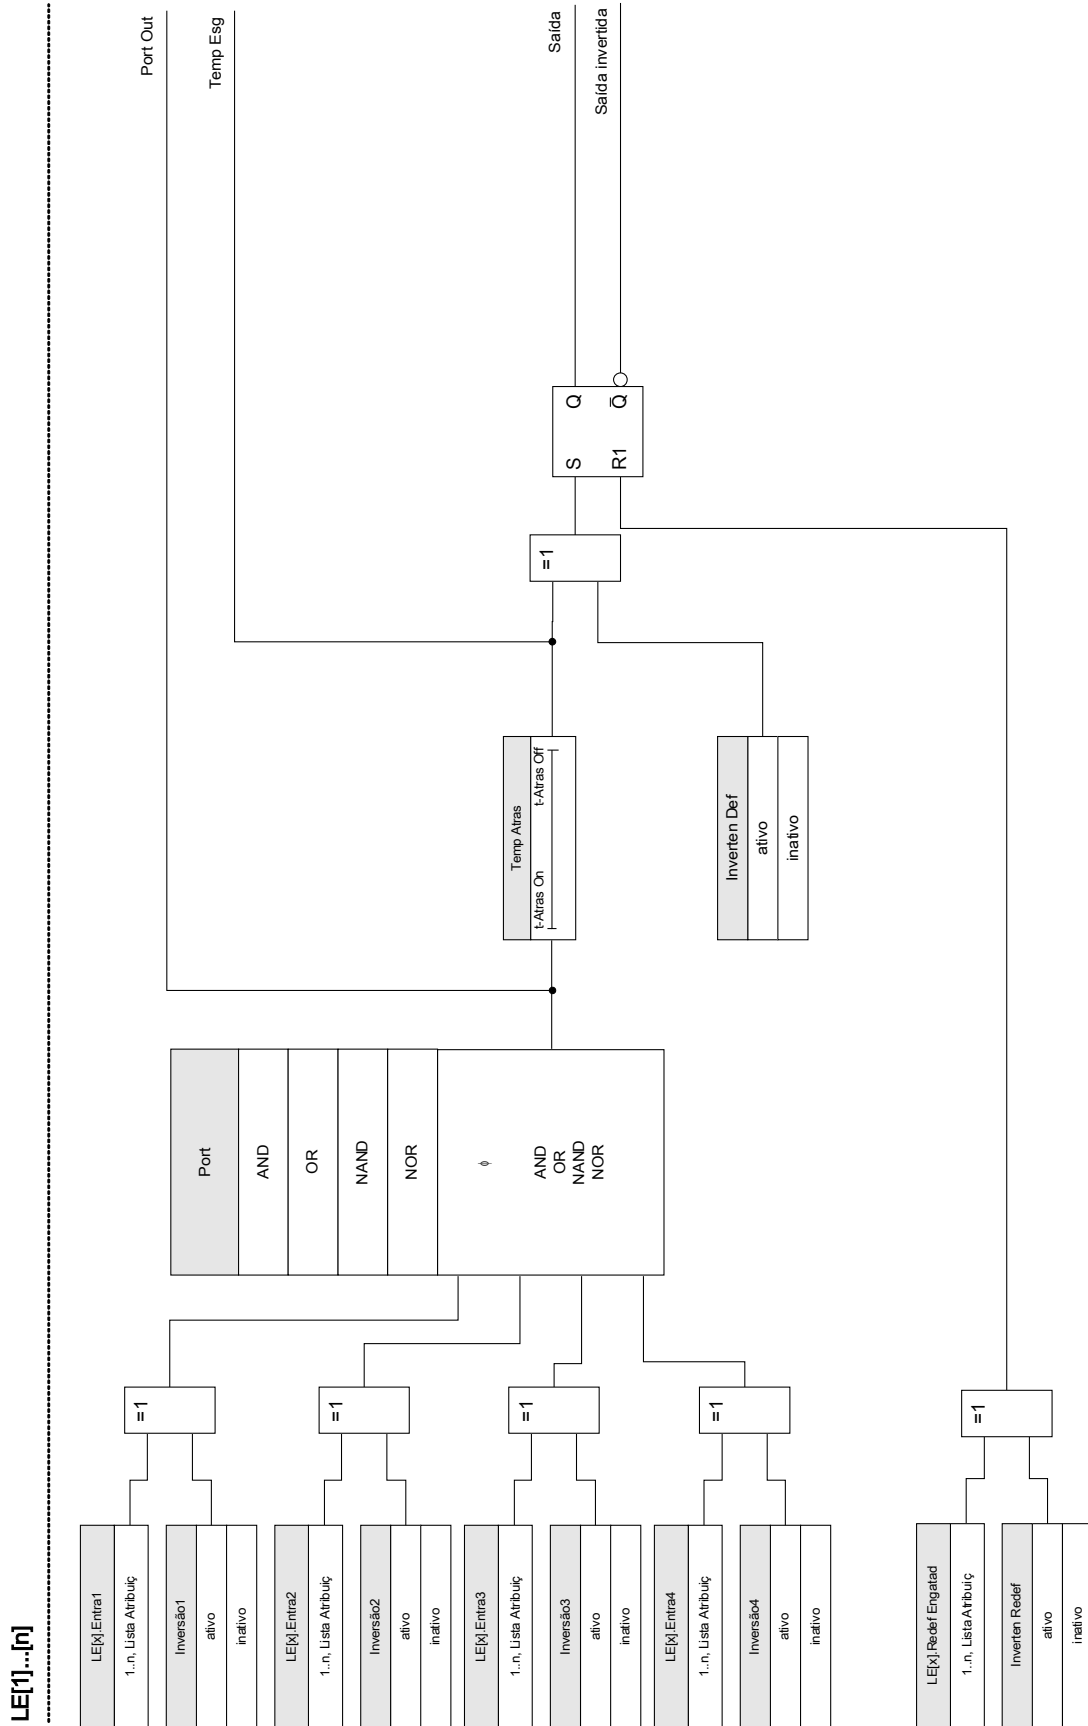 LE[1]...[n]
LE[x].Entra1
1..n, Lista Atribuiç
Inversão1
ativo
inativo
LE[x].Entra2
1..n, Lista Atribuiç
Inversão2
ativo
inativo
LE[x].Entra3
1..n, Lista Atribuiç
Inversão3
ativo
inativo
LE[x].Entra4
1..n, Lista Atribuiç
Inversão4
ativo
inativo
LE[x].Redef Engatad
1..n, Lista Atribuiç
Inverten Redef
ativo
inativo
=1
=1
=1
=1
=1
Port
AND
OR
NAND
NOR
ϕ
AND
OR
NAND
NOR
Temp Atras
t-Atras On
t-Atras Off
Inverten Def
ativo
inativo
=1
S
Q
R1
Q̅
Port Out
Temp Esg
Saída
Saída invertida